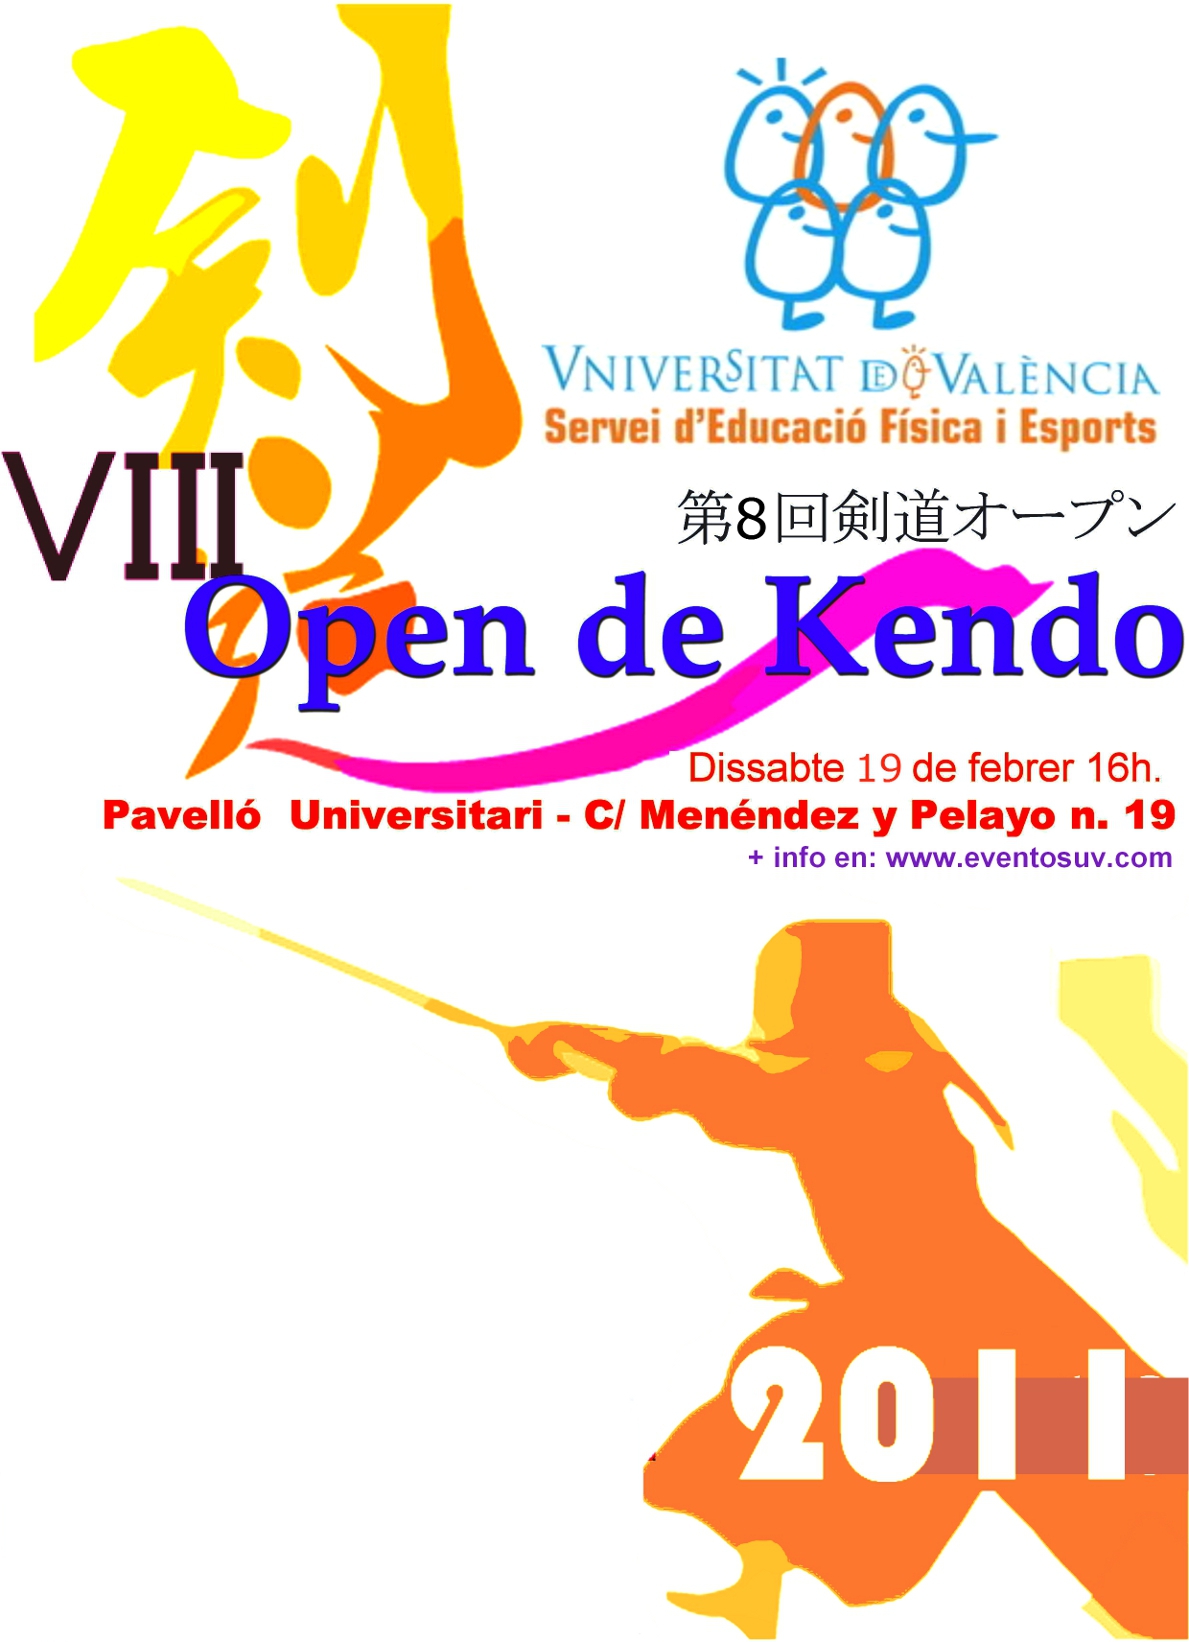 VNIVERSITAT DE VALÈNCIA
Servei d'Educació Física i Esports
第8回剣道オープン
VIII
Open de Kendo
Dissabte 19 de febrer 16h.
Pavelló Universitari - C/ Menéndez y Pelayo n. 19
+ info en: www.eventosuv.com
2011